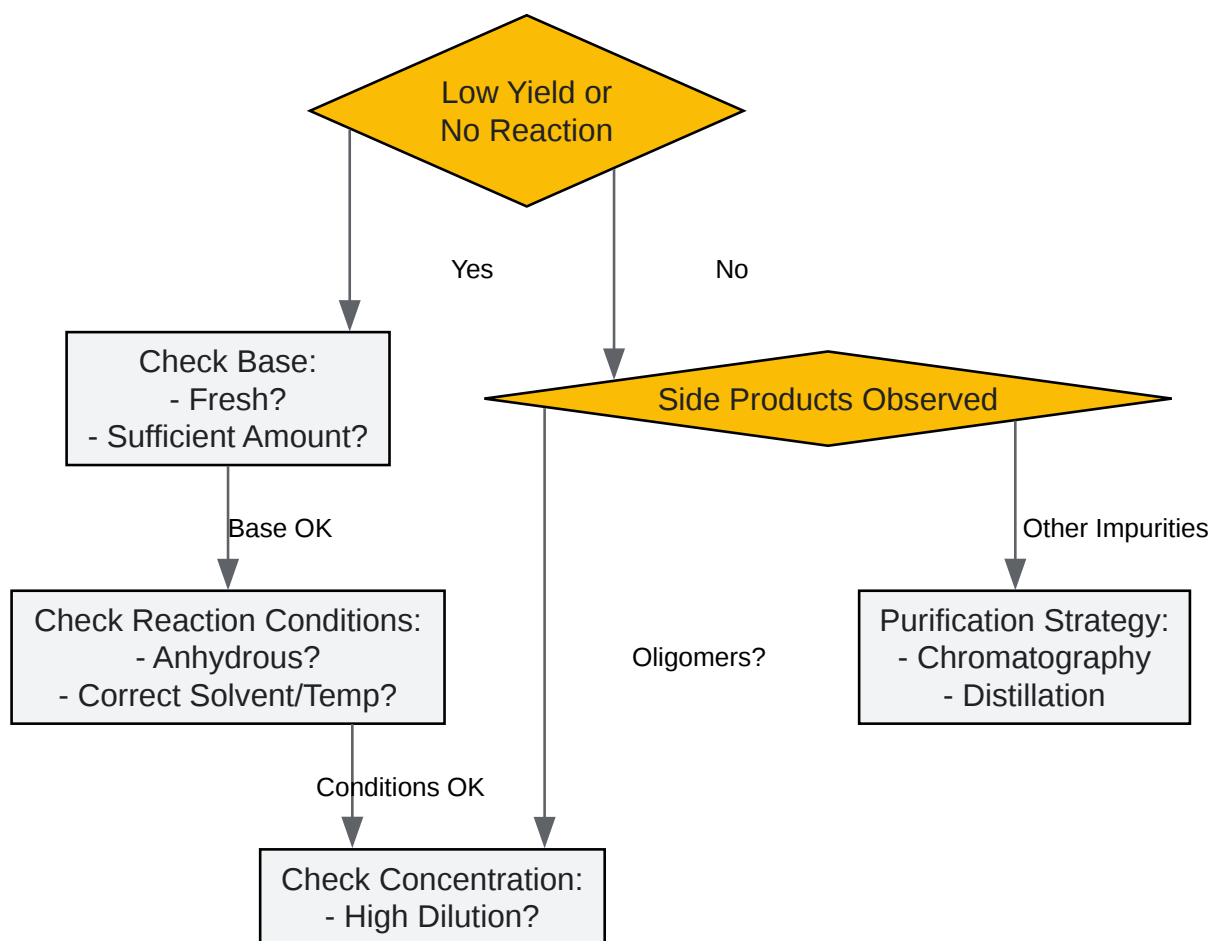 Low Yield or
No Reaction
Yes
No
Check Base:
- Fresh?
- Sufficient Amount?
Side Products Observed
Base OK
Other Impurities
Check Reaction Conditions:
- Anhydrous?
- Correct Solvent/Temp?
Oligomers?
Purification Strategy:
- Chromatography
- Distillation
Conditions OK
Check Concentration:
- High Dilution?